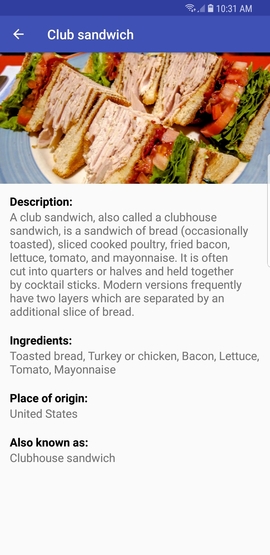 10:31 AM
Club sandwich
Description:
A club sandwich, also called a clubhouse
sandwich, is a sandwich of bread (occasionally
toasted), sliced cooked poultry, fried bacon,
lettuce, tomato, and mayonnaise. It is often
cut into quarters or halves and held together
by cocktail sticks. Modern versions frequently
have two layers which are separated by an
additional slice of bread.
Ingredients:
Toasted bread, Turkey or chicken, Bacon, Lettuce,
Tomato, Mayonnaise
Place of origin:
United States
Also known as:
Clubhouse sandwich